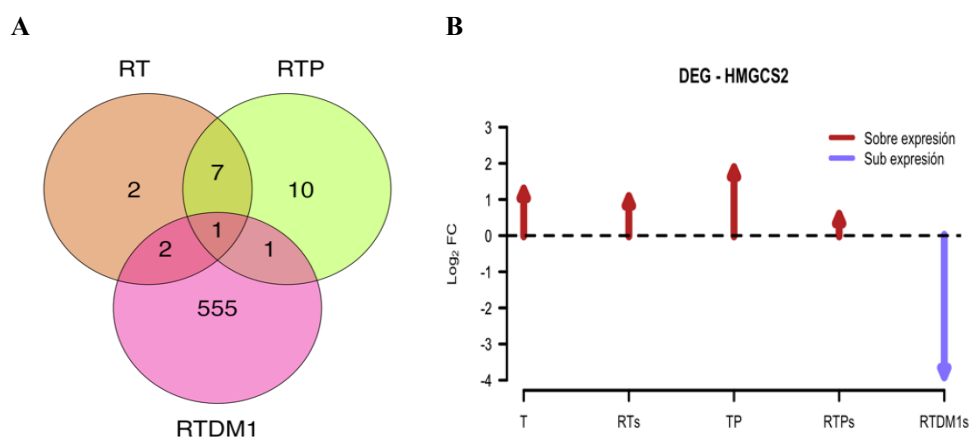 A
RT
RTP
2
7
10
1
2
1
555
RTDM1
B
DEG - HMGCS2
Sobre expresión
Sub expresión
Log₂ FC
3
2
1
0
-1
-2
-3
-4
T
RTs
TP
RTPs
RTDM1s